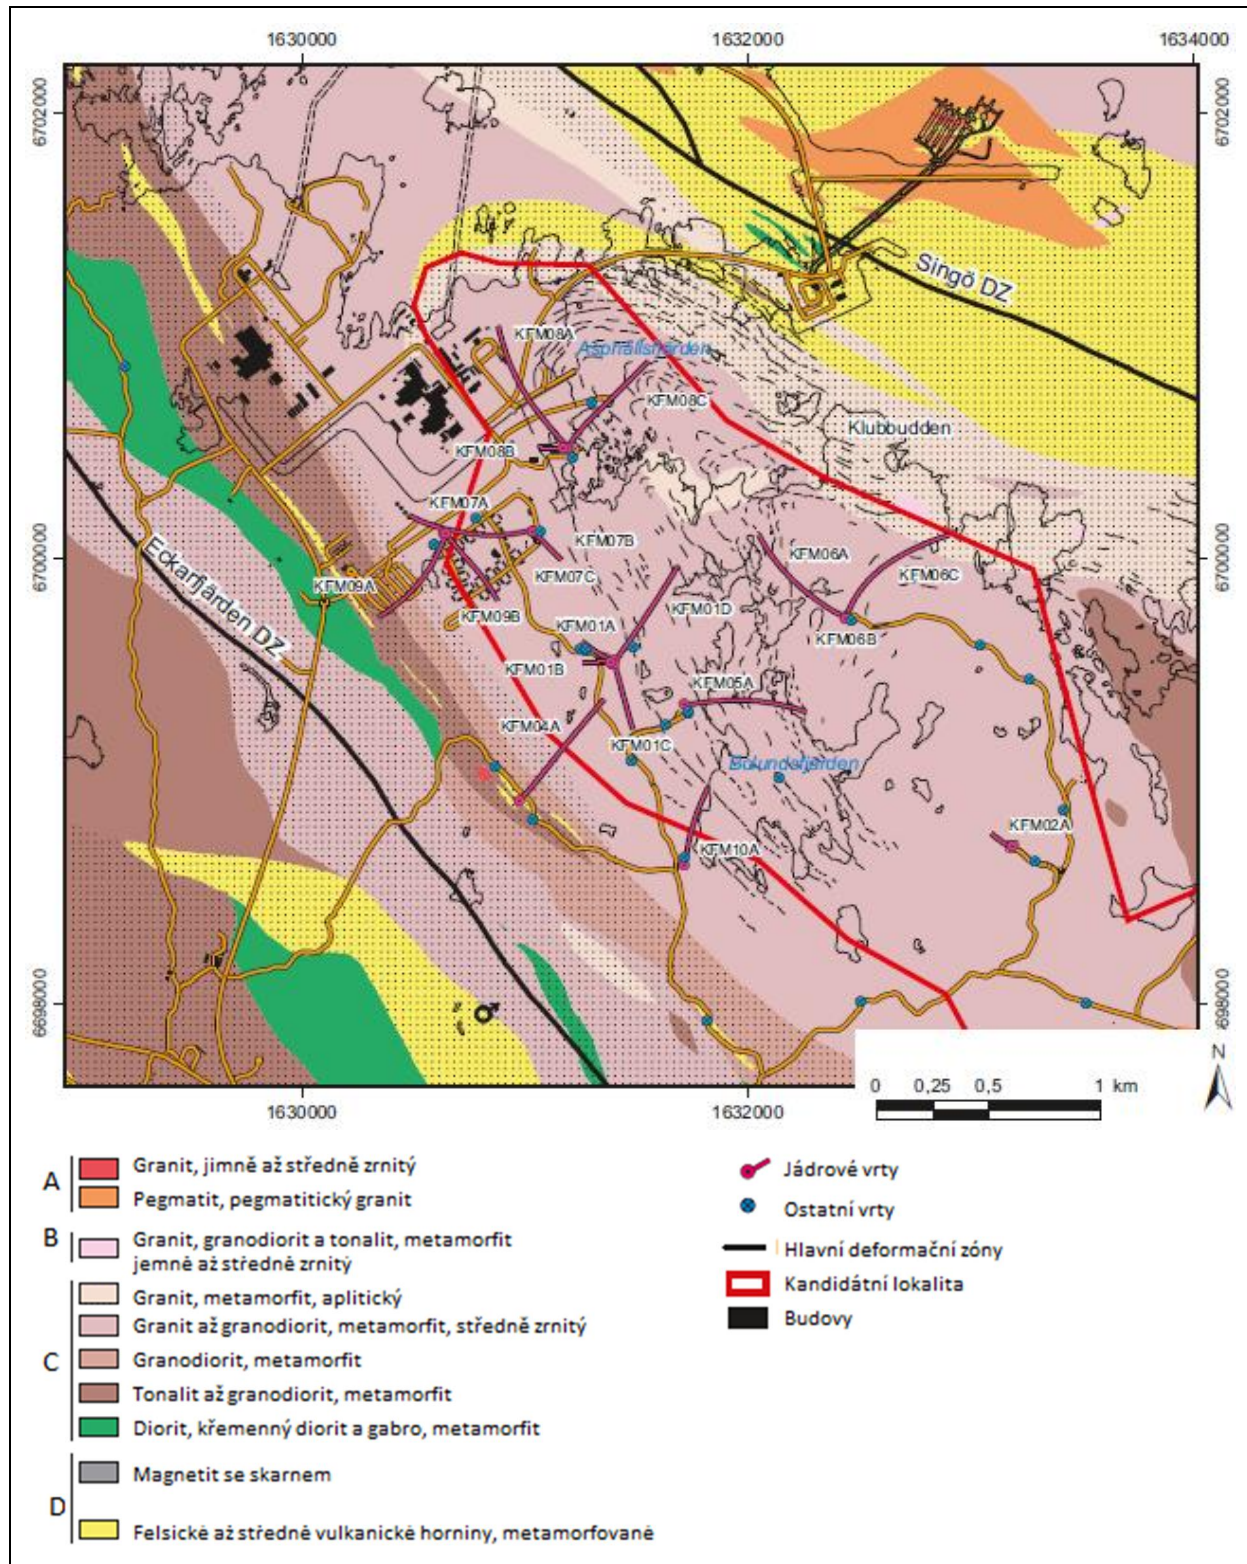 1630000
1632000
1634000
6702000
6702000
Singö DZ
KFM08A
Asphällsfjärden
KFM08C
Klubbudden
KFM08B
KFM07A
KFM07B
6700000
6700000
Eckarfjärden DZ
KFM06A
KFM07C
KFM06C
KFM09A
KFM01D
KFM09B
KFM01A
KFM06B
KFM01B
KFM05A
KFM04A
KFM01C
Bolundsfjärden
KFM02A
KFM10A
6698000
698000
N
0 0,25 0,5 1 km
1630000
1632000
A
Granit, jimně až středně zrnitý
Pegmatit, pegmatitický granit
B
Granit, granodiorit a tonalit, metamorfit
jemně až středně zrnitý
C
Granit, metamorfit, aplitický
Granit až granodiorit, metamorfit, středně zrnitý
Granodiorit, metamorfit
Tonalit až granodiorit, metamorfit
Diorit, křemenný diorit a gabro, metamorfit
D
Magnetit se skarnem
Felsické až středně vulkanické horniny, metamorfované
Jádrové vrty
Ostatní vrty
Hlavní deformační zóny
Kandidátní lokalita
Budovy